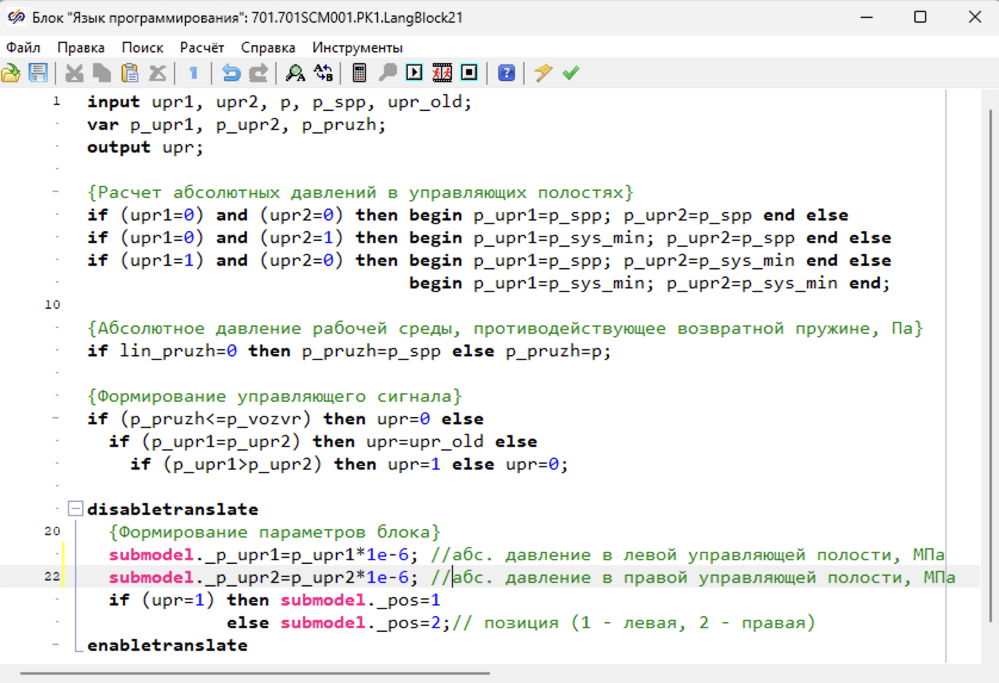 Блок "Язык программирования": 701.701SCM001.PK1.LangBlock21
Файл Правка Поиск Расчёт Справка Инструменты
1 input upr1, upr2, p, p_spp, upr_old;
var p_upr1, p_upr2, p_pruzh;
output upr;
{Расчет абсолютных давлений в управляющих полостях}
if (upr1=0) and (upr2=0) then begin p_upr1=p_spp; p_upr2=p_spp end else
if (upr1=0) and (upr2=1) then begin p_upr1=p_sys_min; p_upr2=p_spp end else
if (upr1=1) and (upr2=0) then begin p_upr1=p_spp; p_upr2=p_sys_min end else
begin p_upr1=p_sys_min; p_upr2=p_sys_min end;
10
{Абсолютное давление рабочей среды, противодействующее возвратной пружине, Па}
if lin_pruzh=0 then p_pruzh=p_spp else p_pruzh=p;
{Формирование управляющего сигнала}
if (p_pruzh<=p_vozvr) then upr=0 else
if (p_upr1=p_upr2) then upr=upr_old else
if (p_upr1>p_upr2) then upr=1 else upr=0;
disabletranslate
20 {Формирование параметров блока}
submodel._p_upr1=p_upr1*1e-6; //абс. давление в левой управляющей полости, МПа
22 submodel._p_upr2=p_upr2*1e-6; //абс. давление в правой управляющей полости, МПа
if (upr=1) then submodel._pos=1
else submodel._pos=2;// позиция (1 - левая, 2 - правая)
enabletranslate